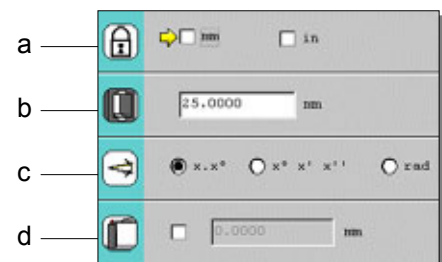 a mm in
b 25.0000 mm
c x.x° x° x' x'' rad
d 0.0000 mm